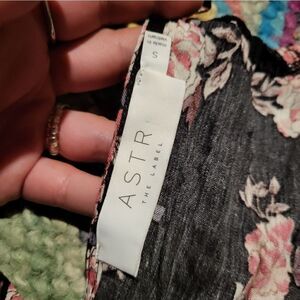 S
ASTR
THE LABEL